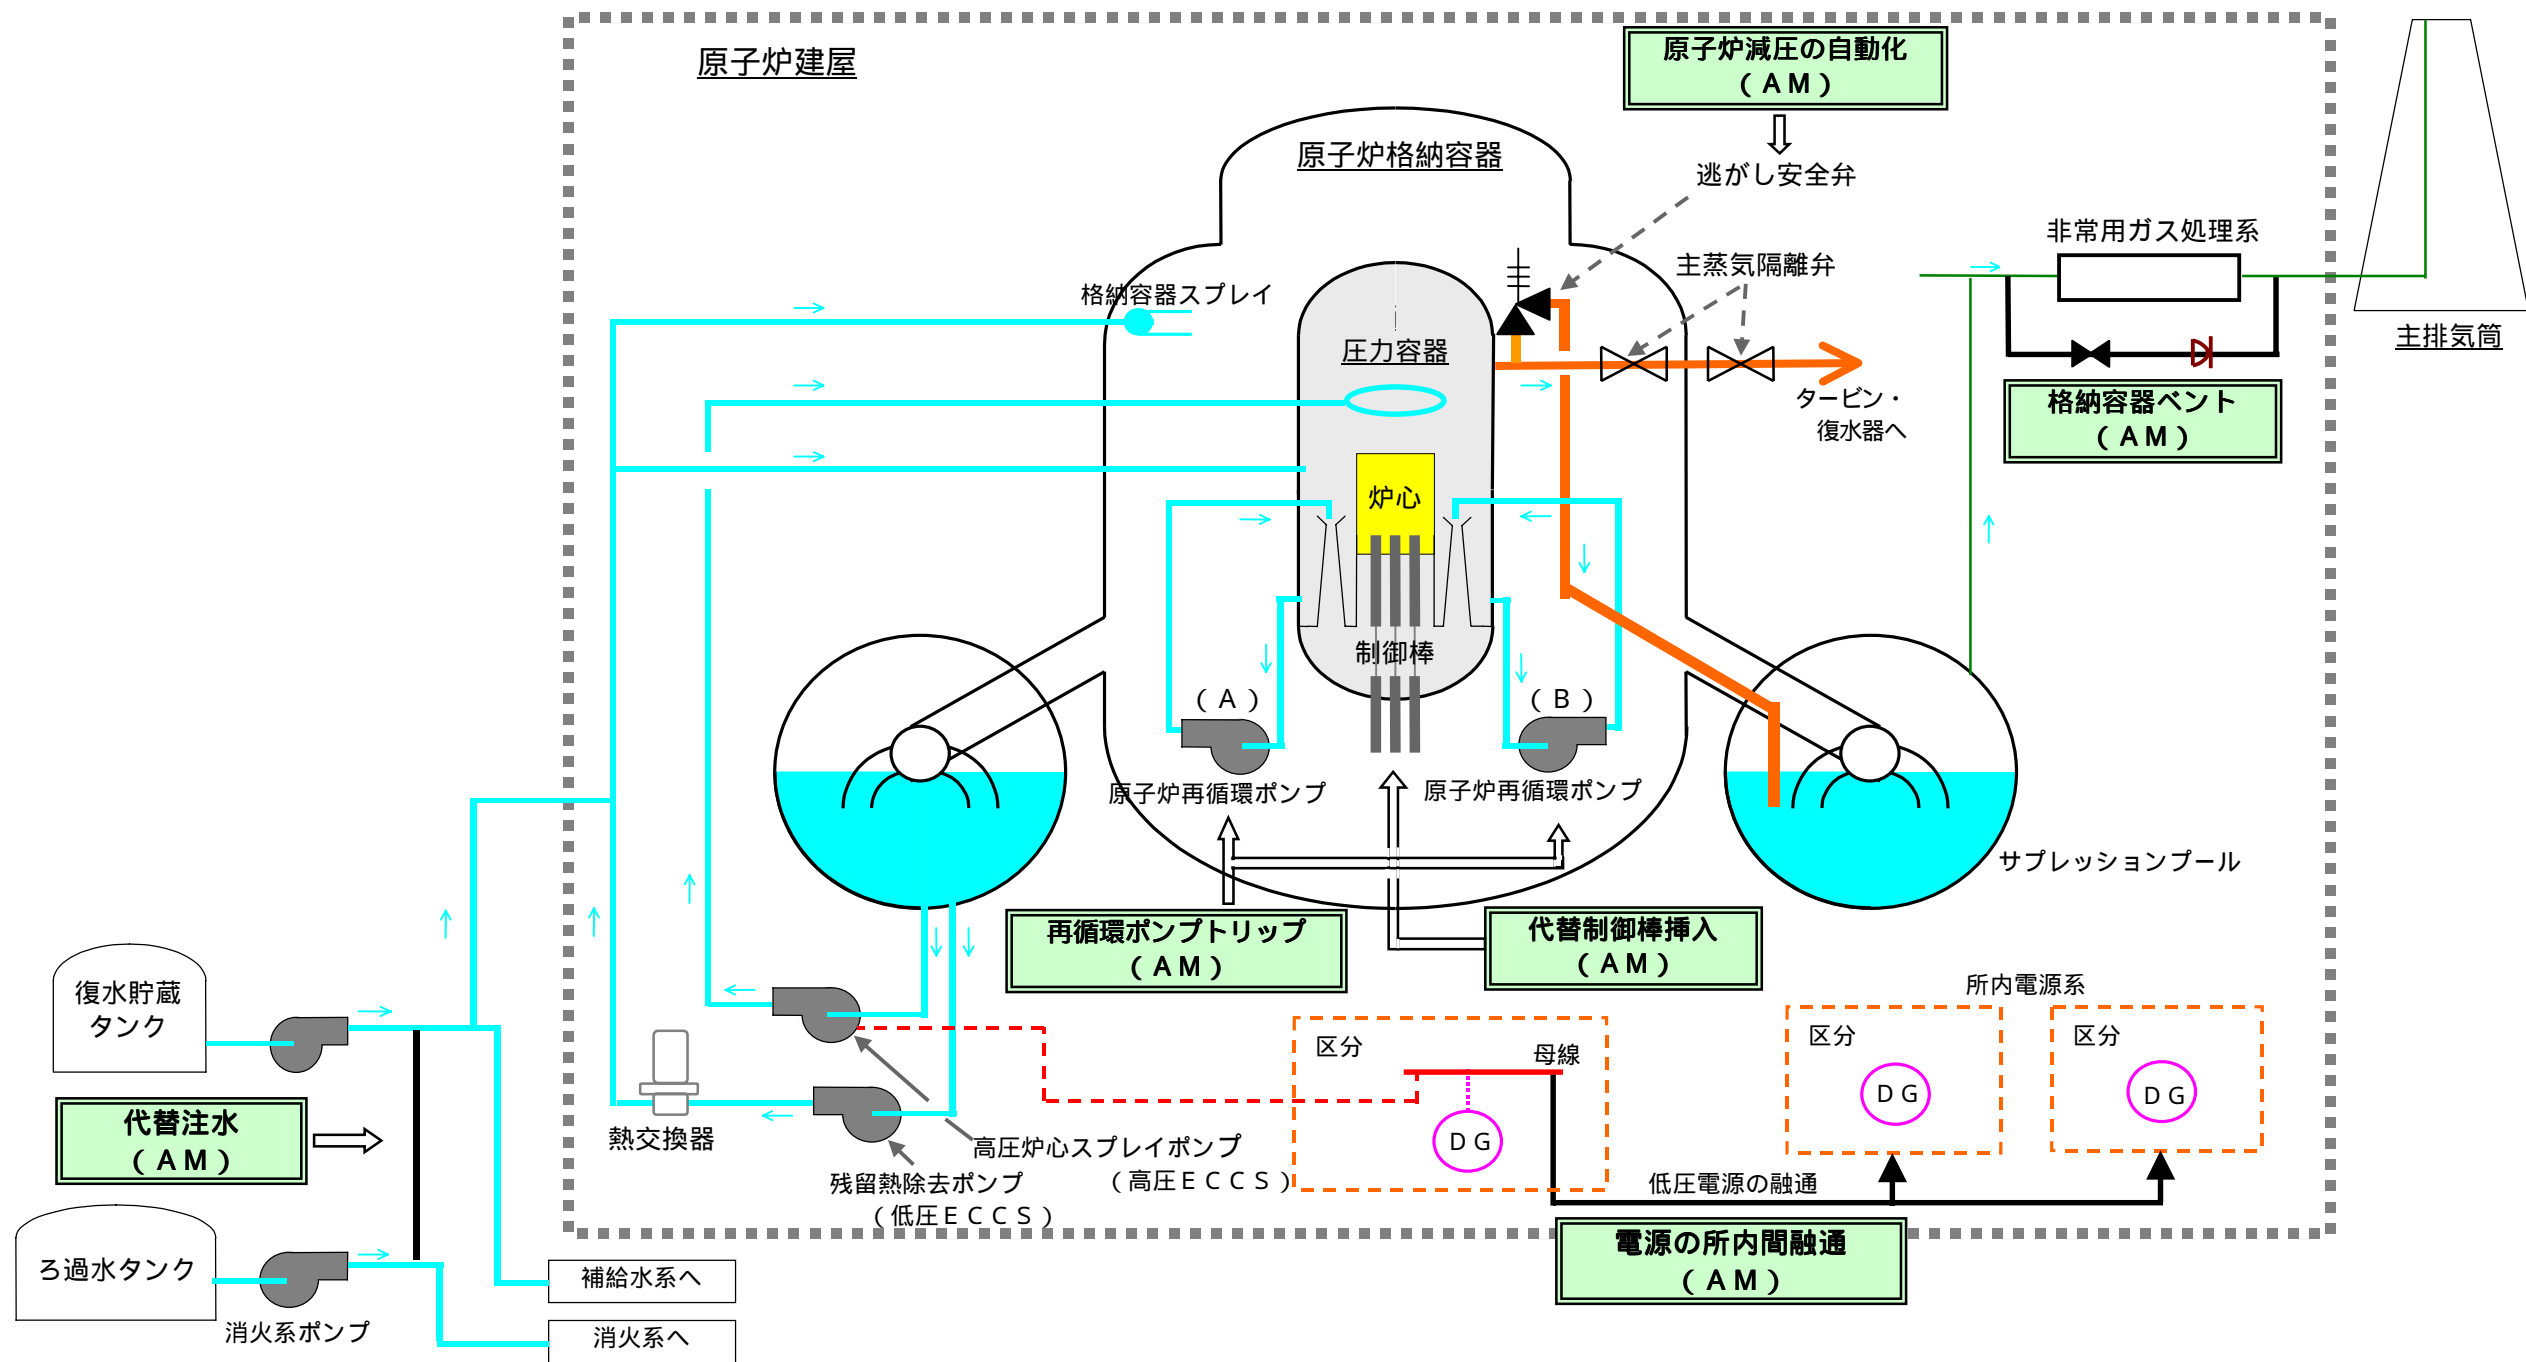 原子炉建屋
原子炉減圧の自動化
（ＡＭ）
原子炉格納容器
逃がし安全弁
非常用ガス処理系
主蒸気隔離弁
格納容器スプレイ
圧力容器
主排気筒
タービン・
復水器へ
格納容器ベント
（ＡＭ）
炉心
制御棒
（Ａ）
（Ｂ）
原子炉再循環ポンプ
原子炉再循環ポンプ
サプレッションプール
再循環ポンプトリップ
（ＡＭ）
代替制御棒挿入
（ＡＭ）
復水貯蔵
タンク
所内電源系
区分
母線
区分
区分
ＤＧ
ＤＧ
ＤＧ
代替注水
（ＡＭ）
熱交換器
高圧炉心スプレイポンプ
（高圧ＥＣＣＳ）
残留熱除去ポンプ
（低圧ＥＣＣＳ）
低圧電源の融通
電源の所内間融通
（ＡＭ）
ろ過水タンク
消火系ポンプ
補給水系へ
消火系へ